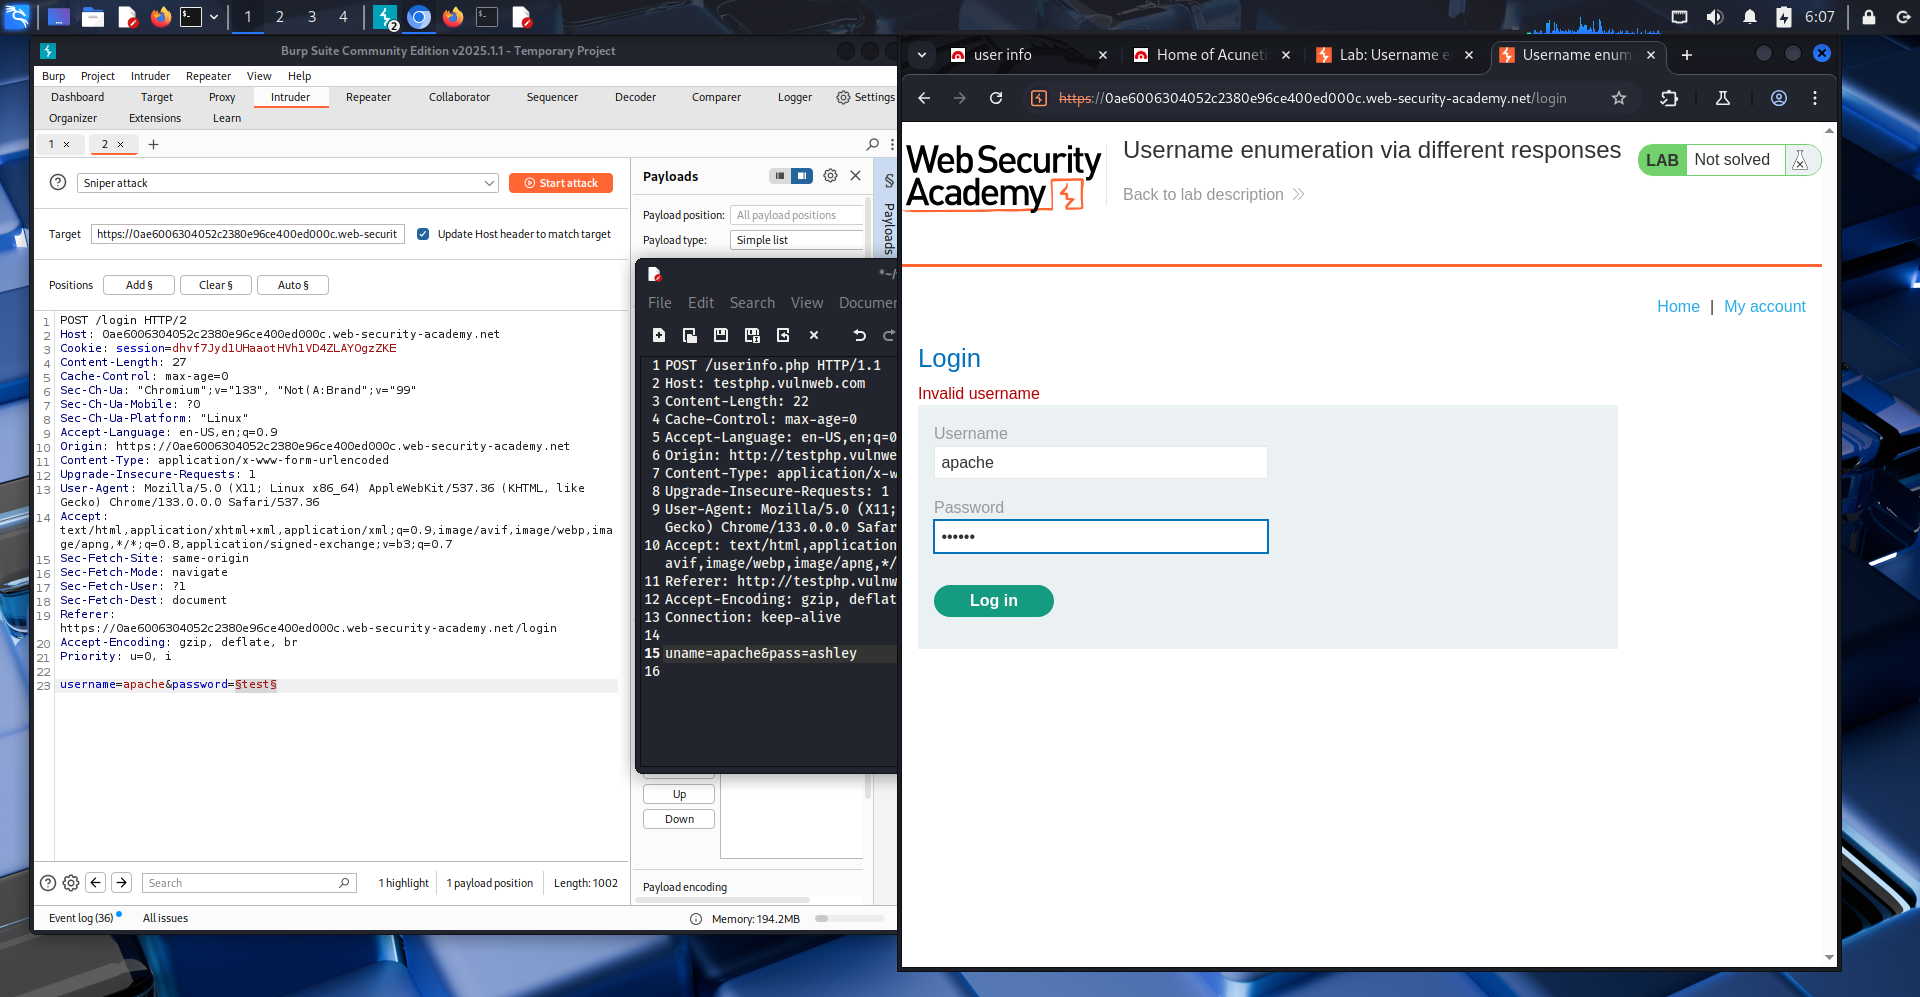 1 2 3 4 2 6:07
Burp Suite Community Edition v2025.1.1 - Temporary Project
Burp Project Intruder Repeater View Help
Dashboard Target Proxy Intruder Repeater Collaborator Sequencer Decoder Comparer Logger Settings
Organizer Extensions Learn
1 × 2 × +
Sniper attack Start attack
Target https://0ae6006304052c2380e96ce400ed000c.web-securit Update Host header to match target
Positions Add § Clear § Auto §
1 POST /login HTTP/2
2 Host: 0ae6006304052c2380e96ce400ed000c.web-security-academy.net
3 Cookie: session=dhvf7Jyd1UHaaotHVh1VD4ZLAYOgzZKE
4 Content-Length: 27
5 Cache-Control: max-age=0
6 Sec-Ch-Ua: "Chromium";v="133", "Not(A:Brand";v="99"
7 Sec-Ch-Ua-Mobile: ?0
8 Sec-Ch-Ua-Platform: "Linux"
9 Accept-Language: en-US,en;q=0.9
10 Origin: https://0ae6006304052c2380e96ce400ed000c.web-security-academy.net
11 Content-Type: application/x-www-form-urlencoded
12 Upgrade-Insecure-Requests: 1
13 User-Agent: Mozilla/5.0 (X11; Linux x86_64) AppleWebKit/537.36 (KHTML, like
Gecko) Chrome/133.0.0.0 Safari/537.36
14 Accept:
text/html,application/xhtml+xml,application/xml;q=0.9,image/avif,image/webp,ima
ge/apng,*/*;q=0.8,application/signed-exchange;v=b3;q=0.7
15 Sec-Fetch-Site: same-origin
16 Sec-Fetch-Mode: navigate
17 Sec-Fetch-User: ?1
18 Sec-Fetch-Dest: document
19 Referer:
https://0ae6006304052c2380e96ce400ed000c.web-security-academy.net/login
20 Accept-Encoding: gzip, deflate, br
21 Priority: u=0, i
22
23 username=apache&password=§test§
Search 1 highlight 1 payload position Length: 1002
Event log (36) All issues Memory: 194.2MB
Payloads
Payload position: All payload positions
Payload type: Simple list
§ Payloads
Up
Down
Payload encoding
*~/
File Edit Search View Documen
1 POST /userinfo.php HTTP/1.1
2 Host: testphp.vulnweb.com
3 Content-Length: 22
4 Cache-Control: max-age=0
5 Accept-Language: en-US,en;q=0
6 Origin: http://testphp.vulnwe
7 Content-Type: application/x-w
8 Upgrade-Insecure-Requests: 1
9 User-Agent: Mozilla/5.0 (X11;
Gecko) Chrome/133.0.0.0 Safar
10 Accept: text/html,application
avif,image/webp,image/apng,*/
11 Referer: http://testphp.vulnw
12 Accept-Encoding: gzip, deflat
13 Connection: keep-alive
14
15 uname=apache&pass=ashley
16
user info × Home of Acuneti × Lab: Username e × Username enum × +
https://0ae6006304052c2380e96ce400ed000c.web-security-academy.net/login
Web Security
Academy
Username enumeration via different responses
Back to lab description
LAB Not solved
Home | My account
Login
Invalid username
Username
apache
Password
••••••
Log in